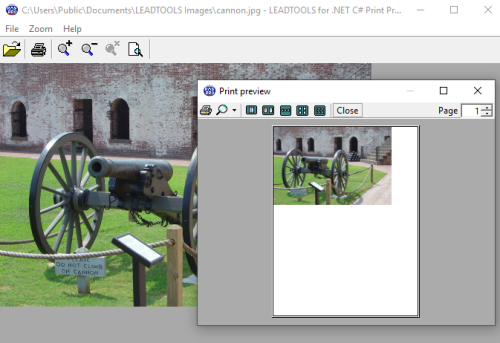 C:\Users\Public\Documents\LEADTOOLS Images\cannon.jpg - LEADTOOLS for .NET C# Print Pr...
File Zoom Help
Print preview
Close
Page 1
PLEASE
DO NOT CLIMB
ON CANNON